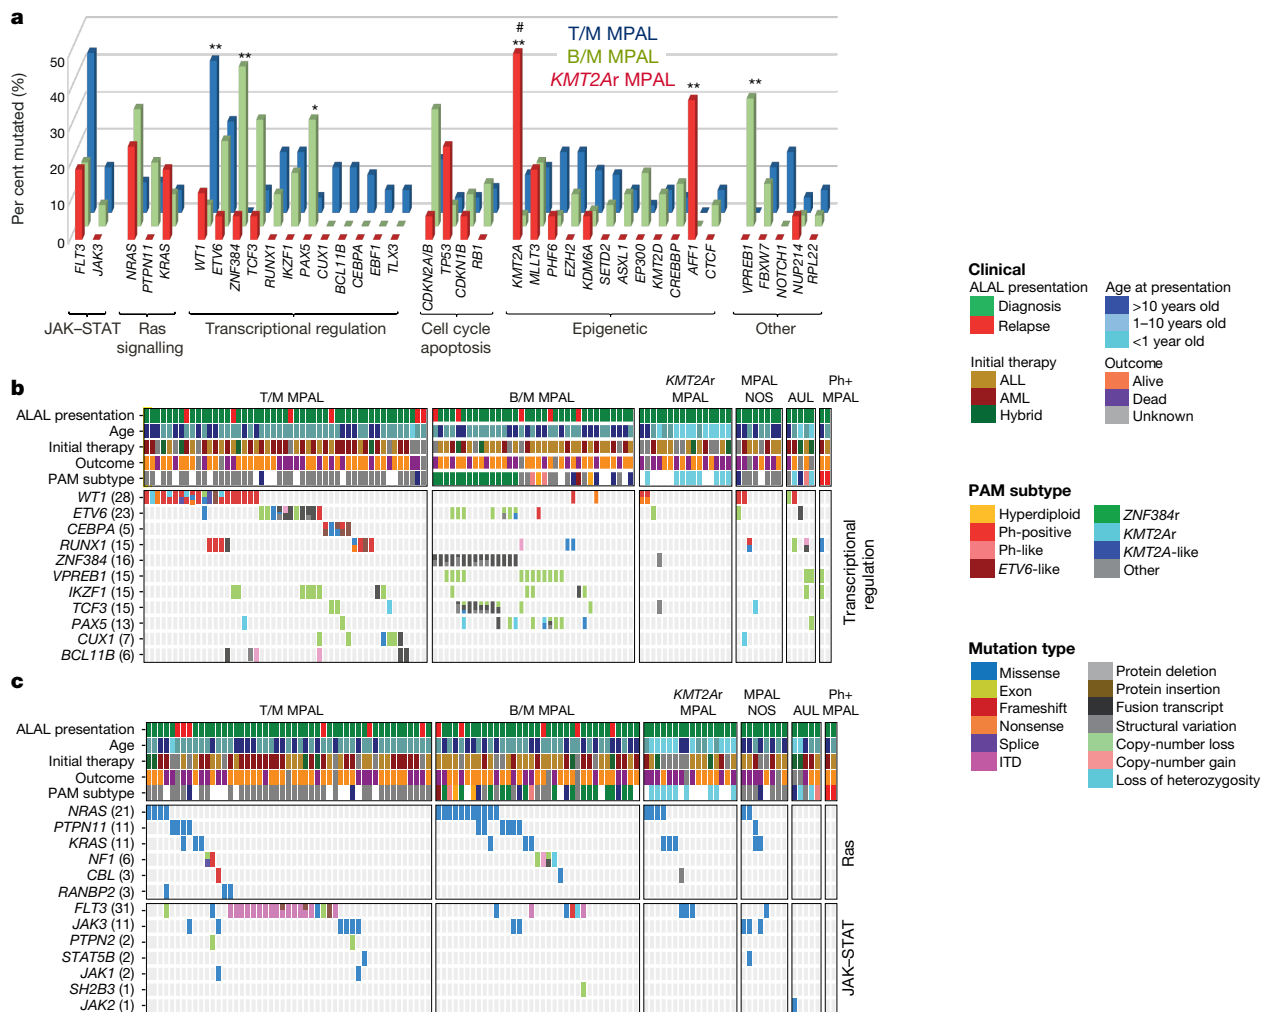 a
Per cent mutated (%)
50
40
30
20
10
0
T/M MPAL
B/M MPAL
KMT2Ar MPAL
**
**
*
#
**
**
**
FLT3
JAK3
NRAS
PTPN11
KRAS
WT1
ETV6
ZNF384
TCF3
RUNX1
IKZF1
PAX5
CUX1
BCL11B
CEBPA
EBF1
TLX3
CDKN2A/B
TP53
CDKN1B
RB1
KMT2A
MLLT3
PHF6
EZH2
KDM6A
SETD2
ASXL1
EP300
KMT2D
CREBBP
AFF1
CTCF
VPREB1
FBXW7
NOTCH1
NUP214
RPL22
JAK–STAT
Ras
signalling
Transcriptional regulation
Cell cycle
apoptosis
Epigenetic
Other
b
T/M MPAL
B/M MPAL
KMT2Ar
MPAL
MPAL
NOS
AUL
Ph+
MPAL
ALAL presentation
Age
Initial therapy
Outcome
PAM subtype
WT1 (28)
ETV6 (23)
CEBPA (5)
RUNX1 (15)
ZNF384 (16)
VPREB1 (15)
IKZF1 (15)
TCF3 (15)
PAX5 (13)
CUX1 (7)
BCL11B (6)
Transcriptional
regulation
c
T/M MPAL
B/M MPAL
KMT2Ar
MPAL
MPAL
NOS
AUL
Ph+
MPAL
ALAL presentation
Age
Initial therapy
Outcome
PAM subtype
NRAS (21)
PTPN11 (11)
KRAS (11)
NF1 (6)
CBL (3)
RANBP2 (3)
Ras
FLT3 (31)
JAK3 (11)
PTPN2 (2)
STAT5B (2)
JAK1 (2)
SH2B3 (1)
JAK2 (1)
JAK–STAT
Clinical
ALAL presentation
Diagnosis
Relapse
Age at presentation
>10 years old
1–10 years old
<1 year old
Initial therapy
ALL
AML
Hybrid
Outcome
Alive
Dead
Unknown
PAM subtype
Hyperdiploid
Ph-positive
Ph-like
ETV6-like
ZNF384r
KMT2Ar
KMT2A-like
Other
Mutation type
Missense
Exon
Frameshift
Nonsense
Splice
ITD
Protein deletion
Protein insertion
Fusion transcript
Structural variation
Copy-number loss
Copy-number gain
Loss of heterozygosity